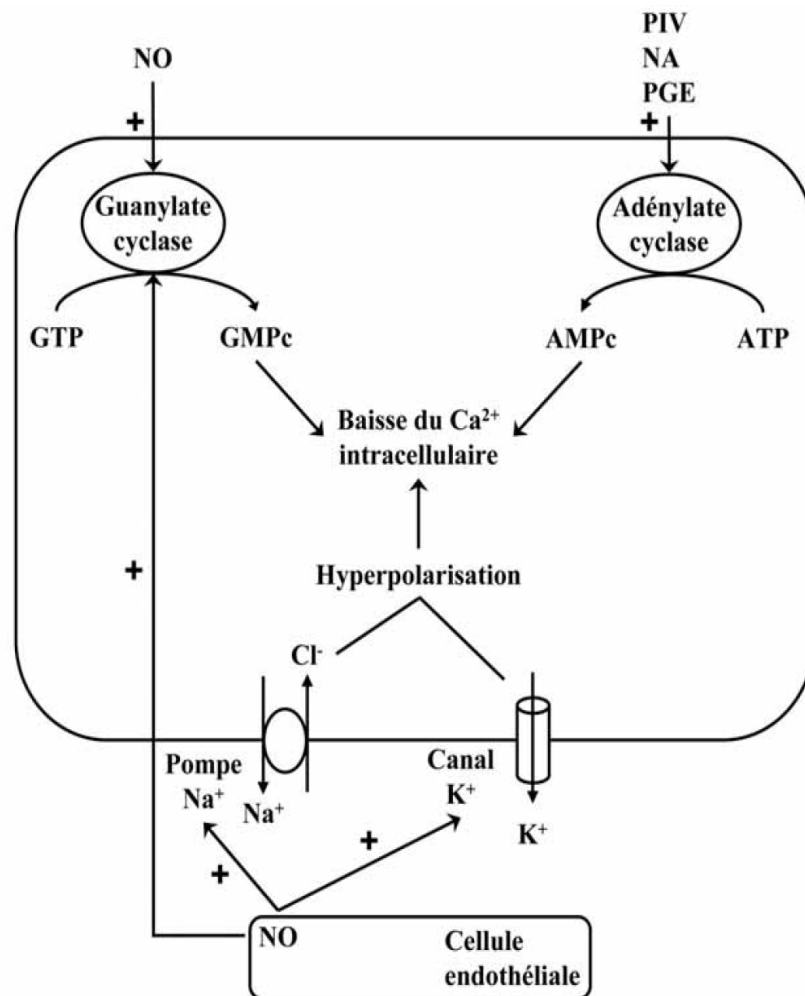 NO
PIV
NA
PGE
+
+
Guanylate
cyclase
Adénylate
cyclase
GTP
GMPc
AMPc
ATP
Baisse du Ca²⁺
intracellulaire
+
Hyperpolarisation
Cl⁻
Pompe
Na⁺
Na⁺
Canal
K⁺
K⁺
+
+
NO
Cellule
endothéliale